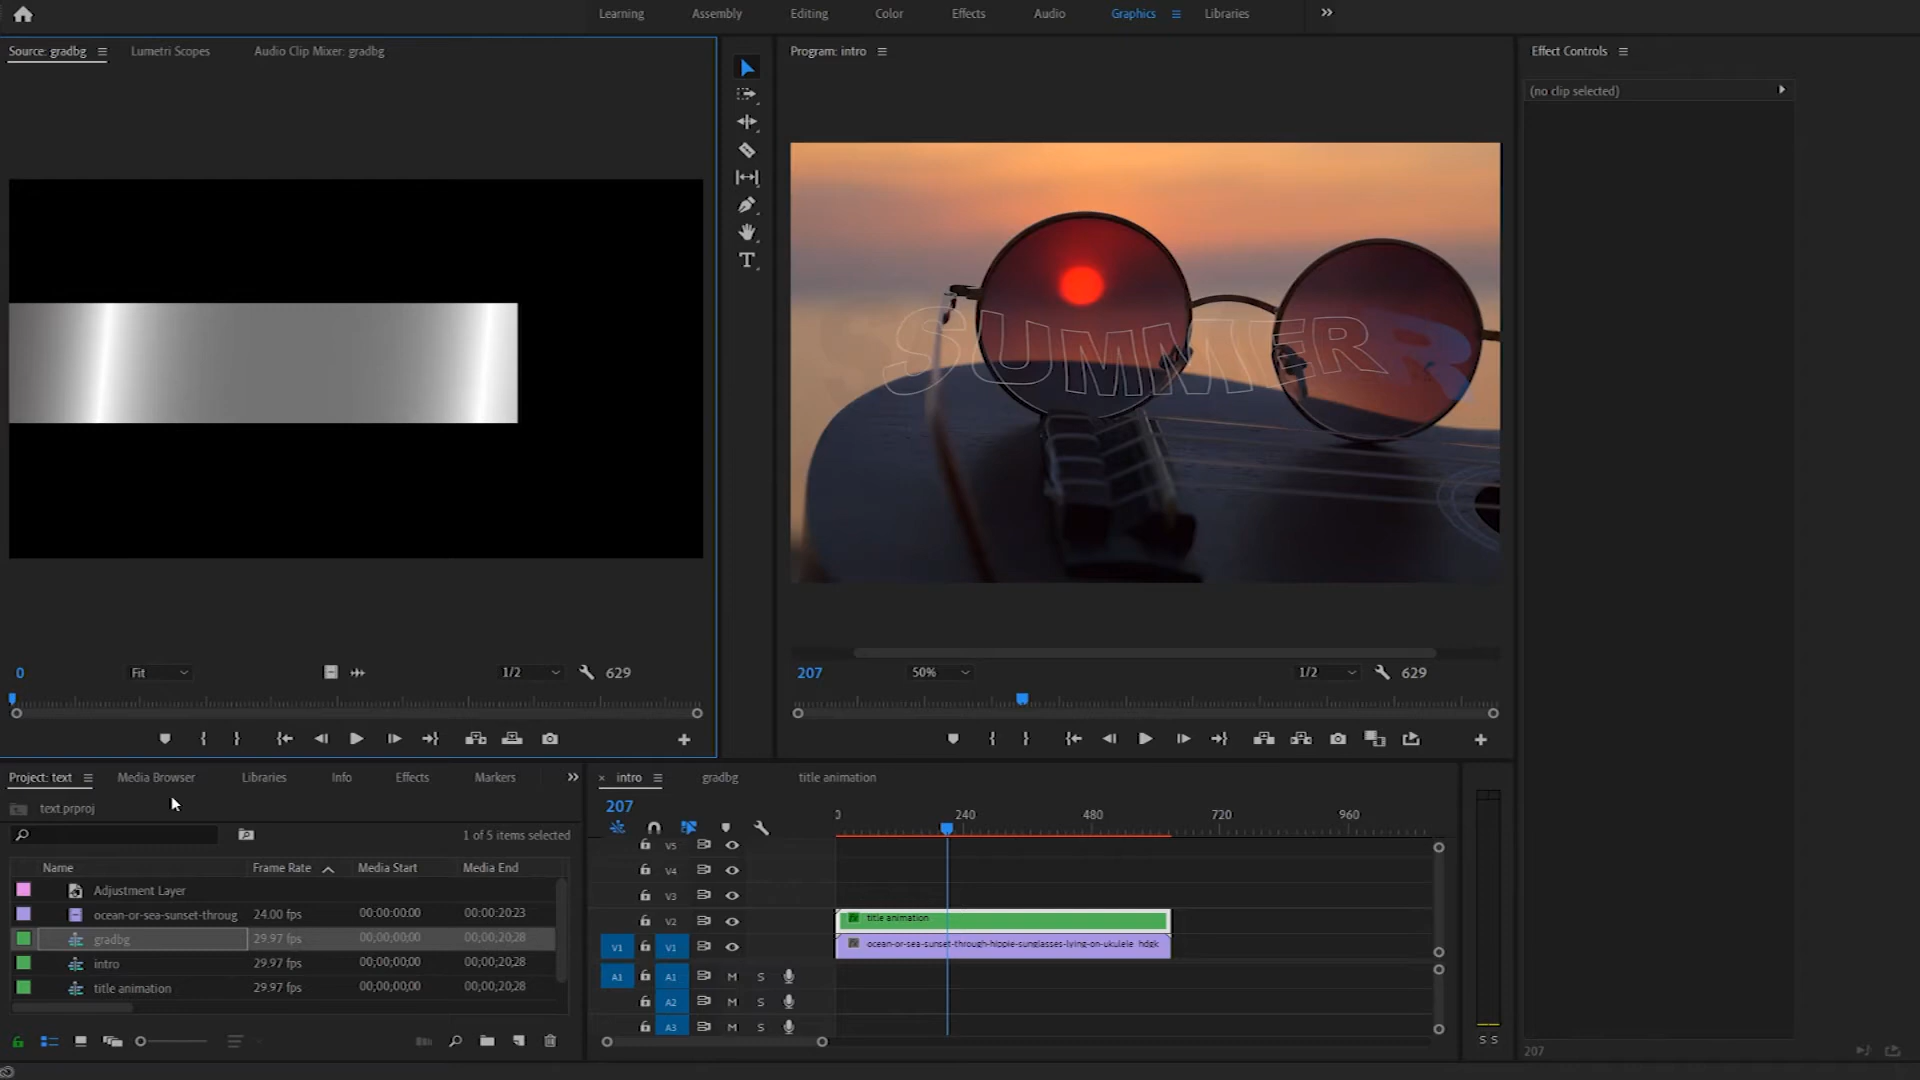 Learning Assembly Editing Color Effects Audio Graphics Libraries
Source: gradbg Lumetri Scopes Audio Clip Mixer: gradbg
Program: intro
Effect Controls
(no clip selected)
SUMMER
R
0 Fit 1/2 629
207 50% 1/2 629
Project: text Media Browser Libraries Info Effects Markers
text.prproj
1 of 5 items selected
Name Frame Rate Media Start Media End
Adjustment Layer
ocean-or-sea-sunset-throug 24.00 fps 00:00:00:00 00:00:20:23
gradbg 29.97 fps 00;00;00;00 00;00;20;28
intro 29.97 fps 00;00;00;00 00;00;20;28
title animation 29.97 fps 00;00;00;00 00;00;20;28
× intro gradbg title animation
207
0 240 480 720 960
V5
V4
V3
V2 title animation
V1 V1 ocean-or-sea-sunset-through-hippie-sunglasses-lying-on-ukulele_hdgk
A1 A1 M S
A2 M S
A3 M S
S S
207